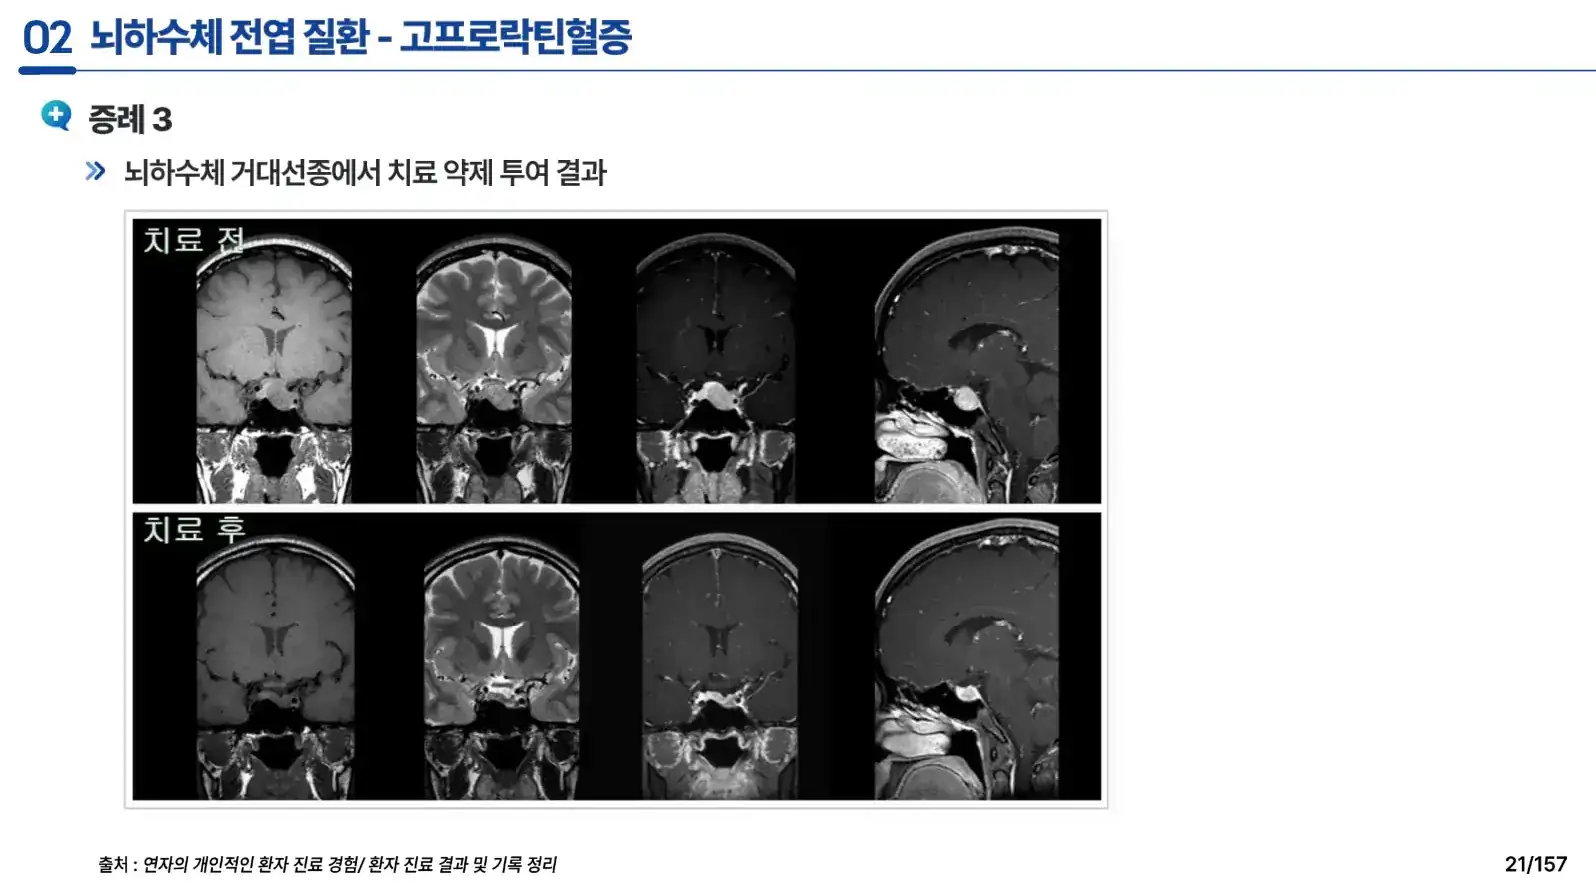 02 뇌하수체 전엽 질환 - 고프로락틴혈증
증례 3
뇌하수체 거대선종에서 치료 약제 투여 결과
치료 전
치료 후
출처 : 연자의 개인적인 환자 진료 경험/ 환자 진료 결과 및 기록 정리
21/157